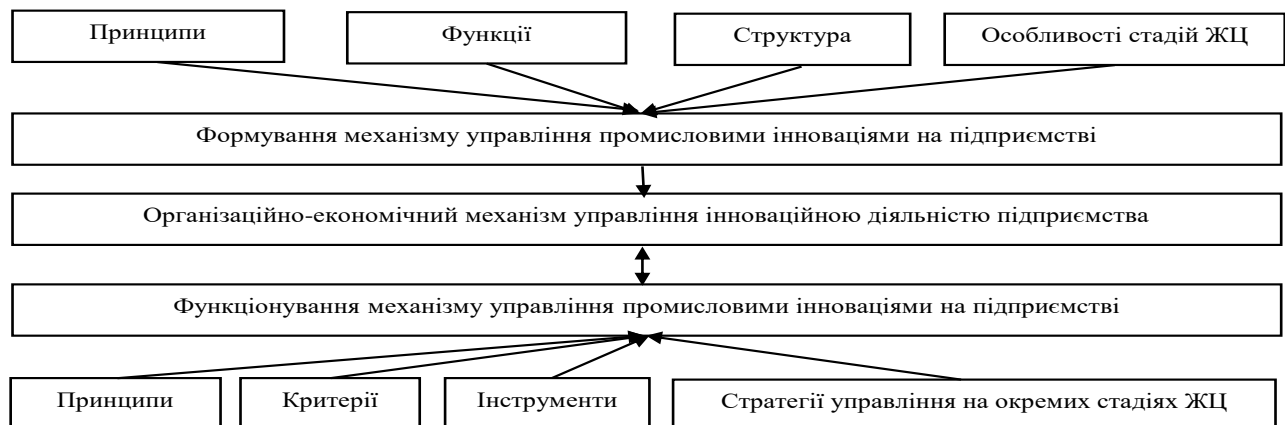 Принципи
Функції
Структура
Особливості стадій ЖЦ
Формування механізму управління промисловими інноваціями на підприємстві
Організаційно-економічний механізм управління інноваційною діяльністю підприємства
Функціонування механізму управління промисловими інноваціями на підприємстві
Принципи
Критерії
Інструменти
Стратегії управління на окремих стадіях ЖЦ